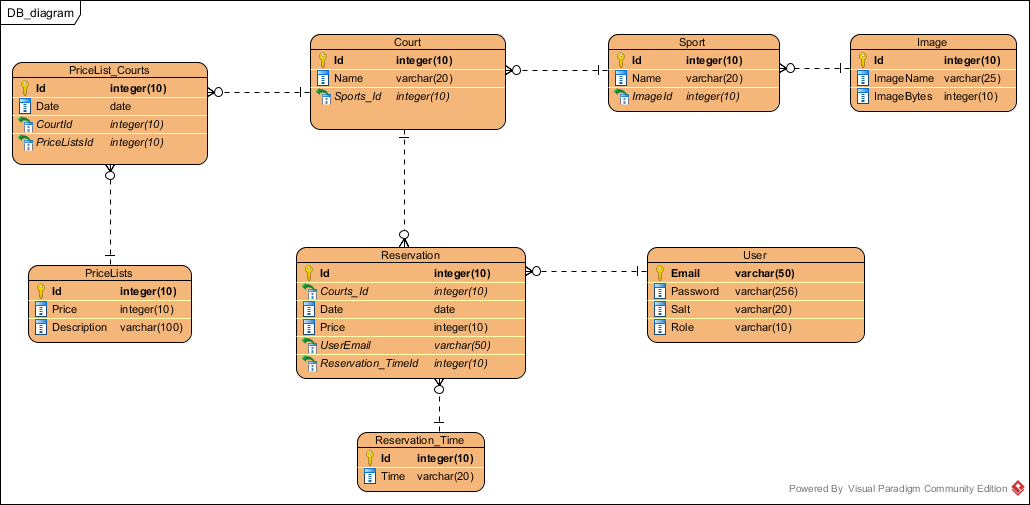 DB_diagram
PriceList_Courts
Id integer(10)
Date date
CourtId integer(10)
PriceListsId integer(10)
Court
Id integer(10)
Name varchar(20)
Sports_Id integer(10)
Sport
Id integer(10)
Name varchar(20)
ImageId integer(10)
Image
Id integer(10)
ImageName varchar(25)
ImageBytes integer(10)
PriceLists
Id integer(10)
Price integer(10)
Description varchar(100)
Reservation
Id integer(10)
Courts_Id integer(10)
Date date
Price integer(10)
UserEmail varchar(50)
Reservation_TimeId integer(10)
User
Email varchar(50)
Password varchar(256)
Salt varchar(20)
Role varchar(10)
Reservation_Time
Id integer(10)
Time varchar(20)
Powered By Visual Paradigm Community Edition